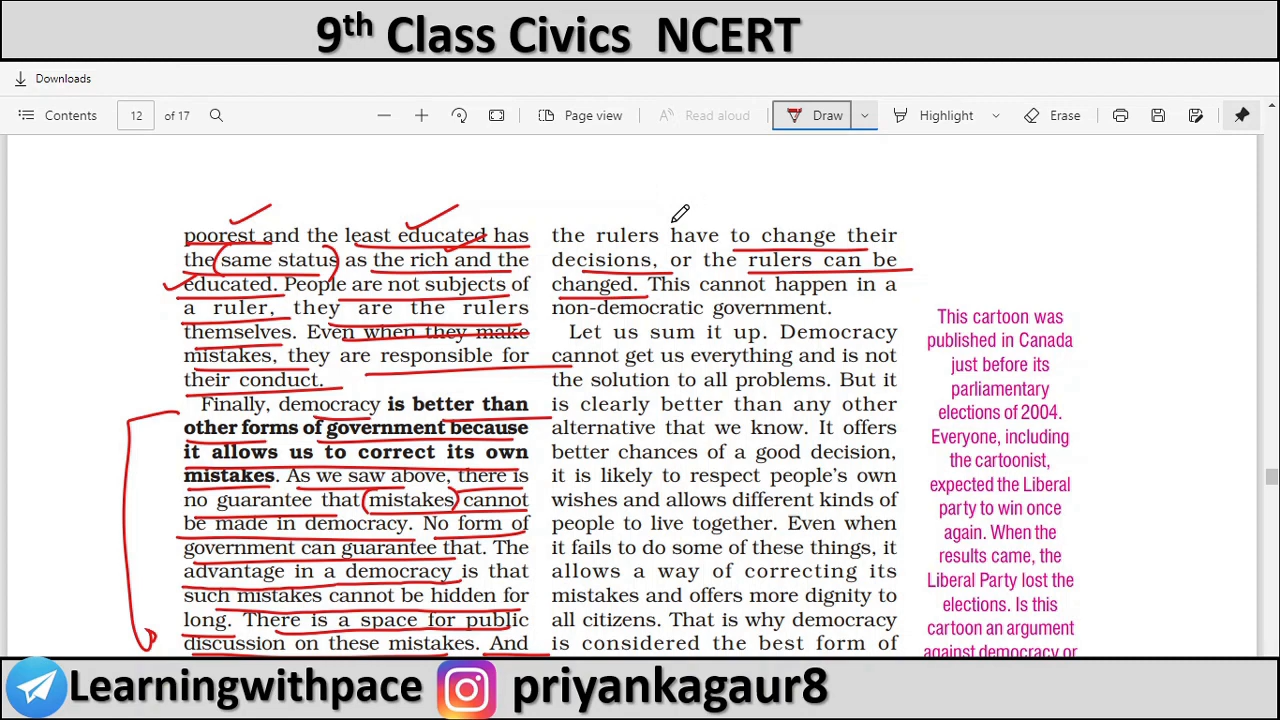 9th Class Civics NCERT
Downloads
Contents
12
of 17
Page view
Read aloud
Draw
Highlight
Erase
poorest and the least educated has
the same status as the rich and the
educated. People are not subjects of
a ruler, they are the rulers
themselves. Even when they make
mistakes, they are responsible for
their conduct.
Finally, democracy is better than
other forms of government because
it allows us to correct its own
mistakes. As we saw above, there is
no guarantee that mistakes cannot
be made in democracy. No form of
government can guarantee that. The
advantage in a democracy is that
such mistakes cannot be hidden for
long. There is a space for public
discussion on these mistakes. And
the rulers have to change their
decisions, or the rulers can be
changed. This cannot happen in a
non-democratic government.
Let us sum it up. Democracy
cannot get us everything and is not
the solution to all problems. But it
is clearly better than any other
alternative that we know. It offers
better chances of a good decision,
it is likely to respect people's own
wishes and allows different kinds of
people to live together. Even when
it fails to do some of these things, it
allows a way of correcting its
mistakes and offers more dignity to
all citizens. That is why democracy
is considered the best form of
This cartoon was
published in Canada
just before its
parliamentary
elections of 2004.
Everyone, including
the cartoonist,
expected the Liberal
party to win once
again. When the
results came, the
Liberal Party lost the
elections. Is this
cartoon an argument
against democracy or
Learningwithpace
priyankagaur8